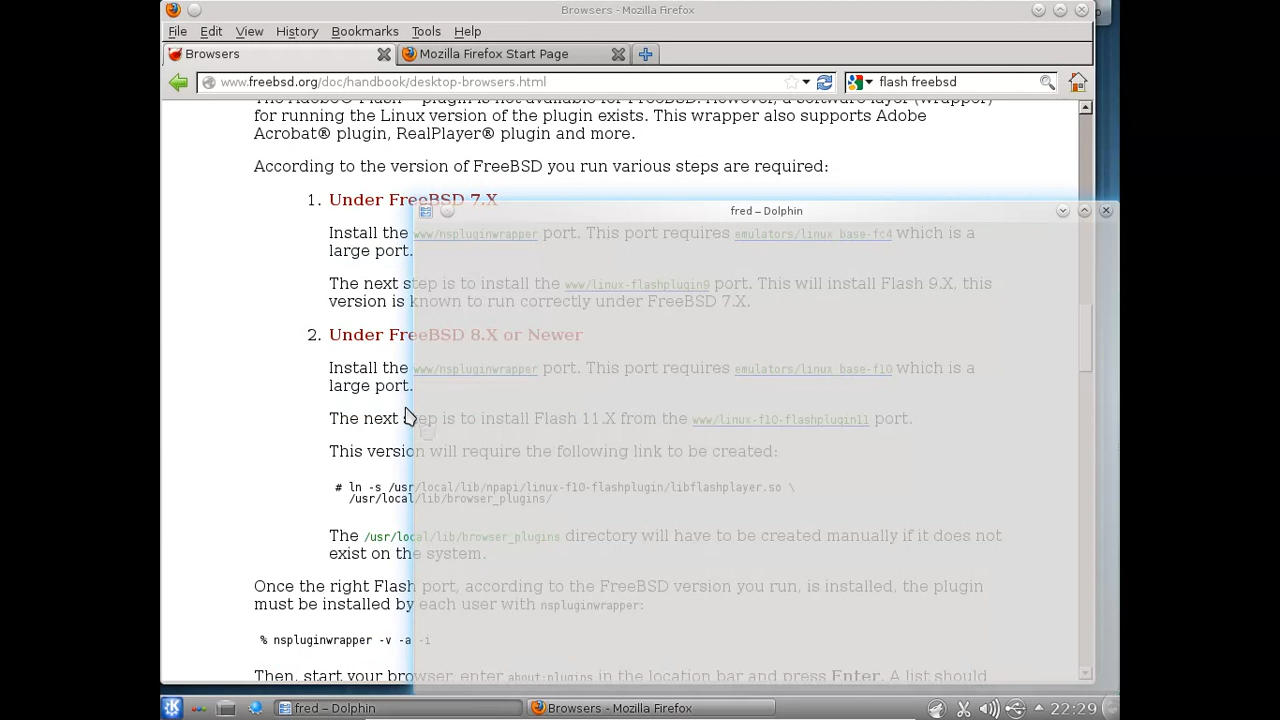 Browsers - Mozilla Firefox
File Edit View History Bookmarks Tools Help
Browsers Mozilla Firefox Start Page
www.freebsd.org/doc/handbook/desktop-browsers.html flash freebsd
for running the Linux version of the plugin exists. This wrapper also supports Adobe
Acrobat® plugin, RealPlayer® plugin and more.
According to the version of FreeBSD you run various steps are required:
1. Under FreeBSD 7.X
fred – Dolphin
Install the www/nspluginwrapper port. This port requires emulators/linux_base-fc4 which is a
large port.
The next step is to install the www/linux-flashplugin9 port. This will install Flash 9.X, this
version is known to run correctly under FreeBSD 7.X.
2. Under FreeBSD 8.X or Newer
Install the www/nspluginwrapper port. This port requires emulators/linux_base-f10 which is a
large port.
The next step is to install Flash 11.X from the www/linux-f10-flashplugin11 port.
This version will require the following link to be created:
# ln -s /usr/local/lib/npapi/linux-f10-flashplugin/libflashplayer.so \
/usr/local/lib/browser_plugins/
The /usr/local/lib/browser_plugins directory will have to be created manually if it does not
exist on the system.
Once the right Flash port, according to the FreeBSD version you run, is installed, the plugin
must be installed by each user with nspluginwrapper:
% nspluginwrapper -v -a -i
Then, start your browser, enter about:plugins in the location bar and press Enter. A list should
fred – Dolphin Browsers - Mozilla Firefox 22:29